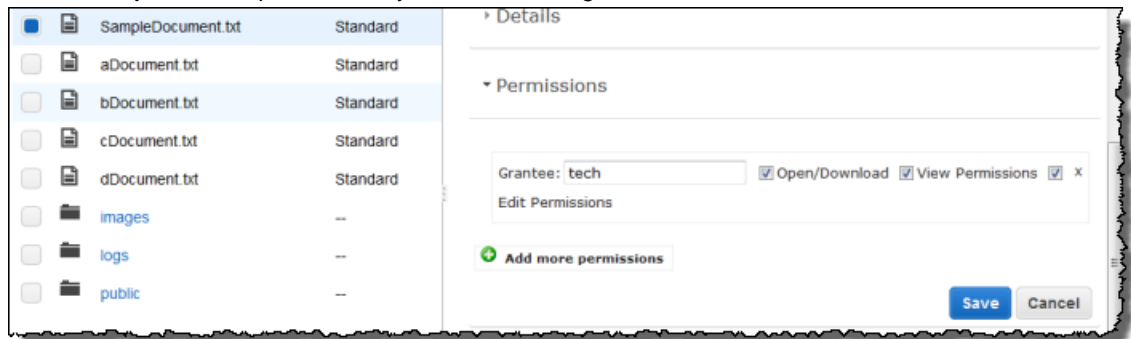 SampleDocument.txt Standard
aDocument.txt Standard
bDocument.txt Standard
cDocument.txt Standard
dDocument.txt Standard
images --
logs --
public --
Details
Permissions
Grantee: tech Open/Download View Permissions x
Edit Permissions
Add more permissions
Save Cancel